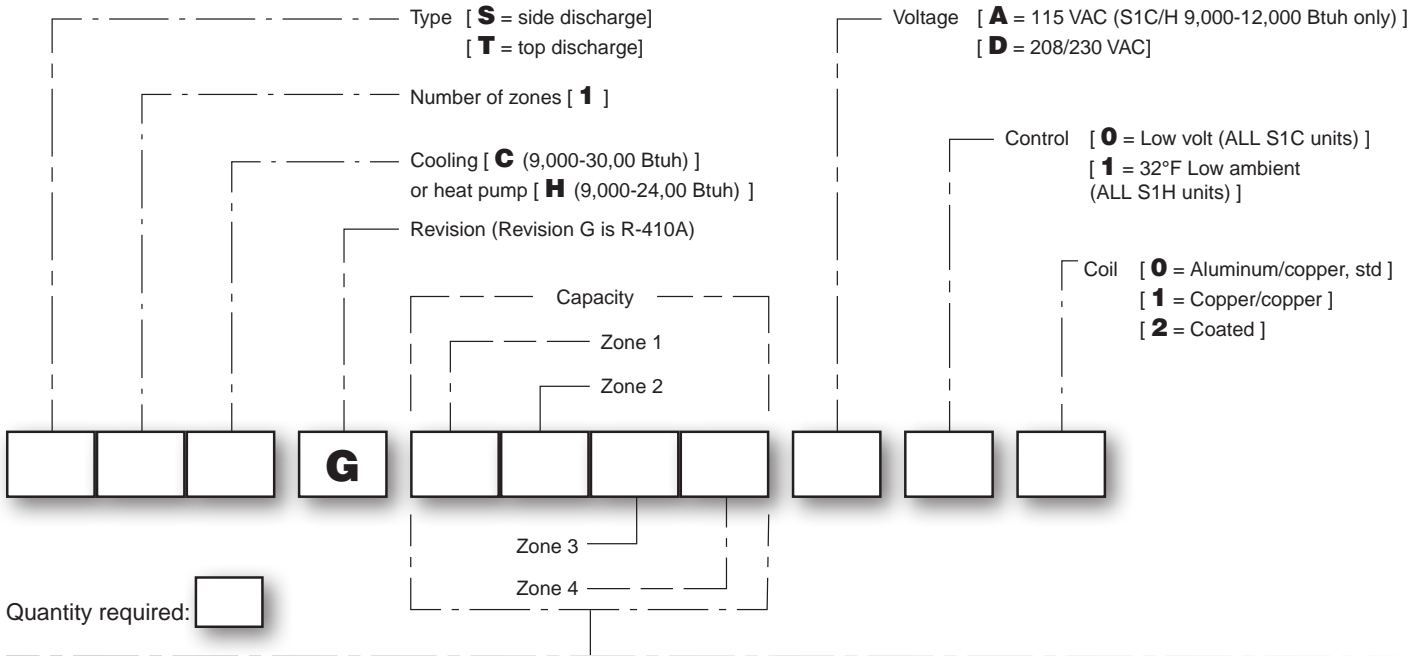 Type [ S = side discharge]
[ T = top discharge]
Number of zones [ 1 ]
Cooling [ C (9,000-30,00 Btuh) ]
or heat pump [ H (9,000-24,00 Btuh) ]
Revision (Revision G is R-410A)
Capacity
Zone 1
Zone 2
Voltage [ A = 115 VAC (S1C/H 9,000-12,000 Btuh only) ]
[ D = 208/230 VAC]
Control [ 0 = Low volt (ALL S1C units) ]
[ 1 = 32°F Low ambient
(ALL S1H units) ]
Coil [ 0 = Aluminum/copper, std ]
[ 1 = Copper/copper ]
[ 2 = Coated ]
G
Zone 3
Zone 4
Quantity required: